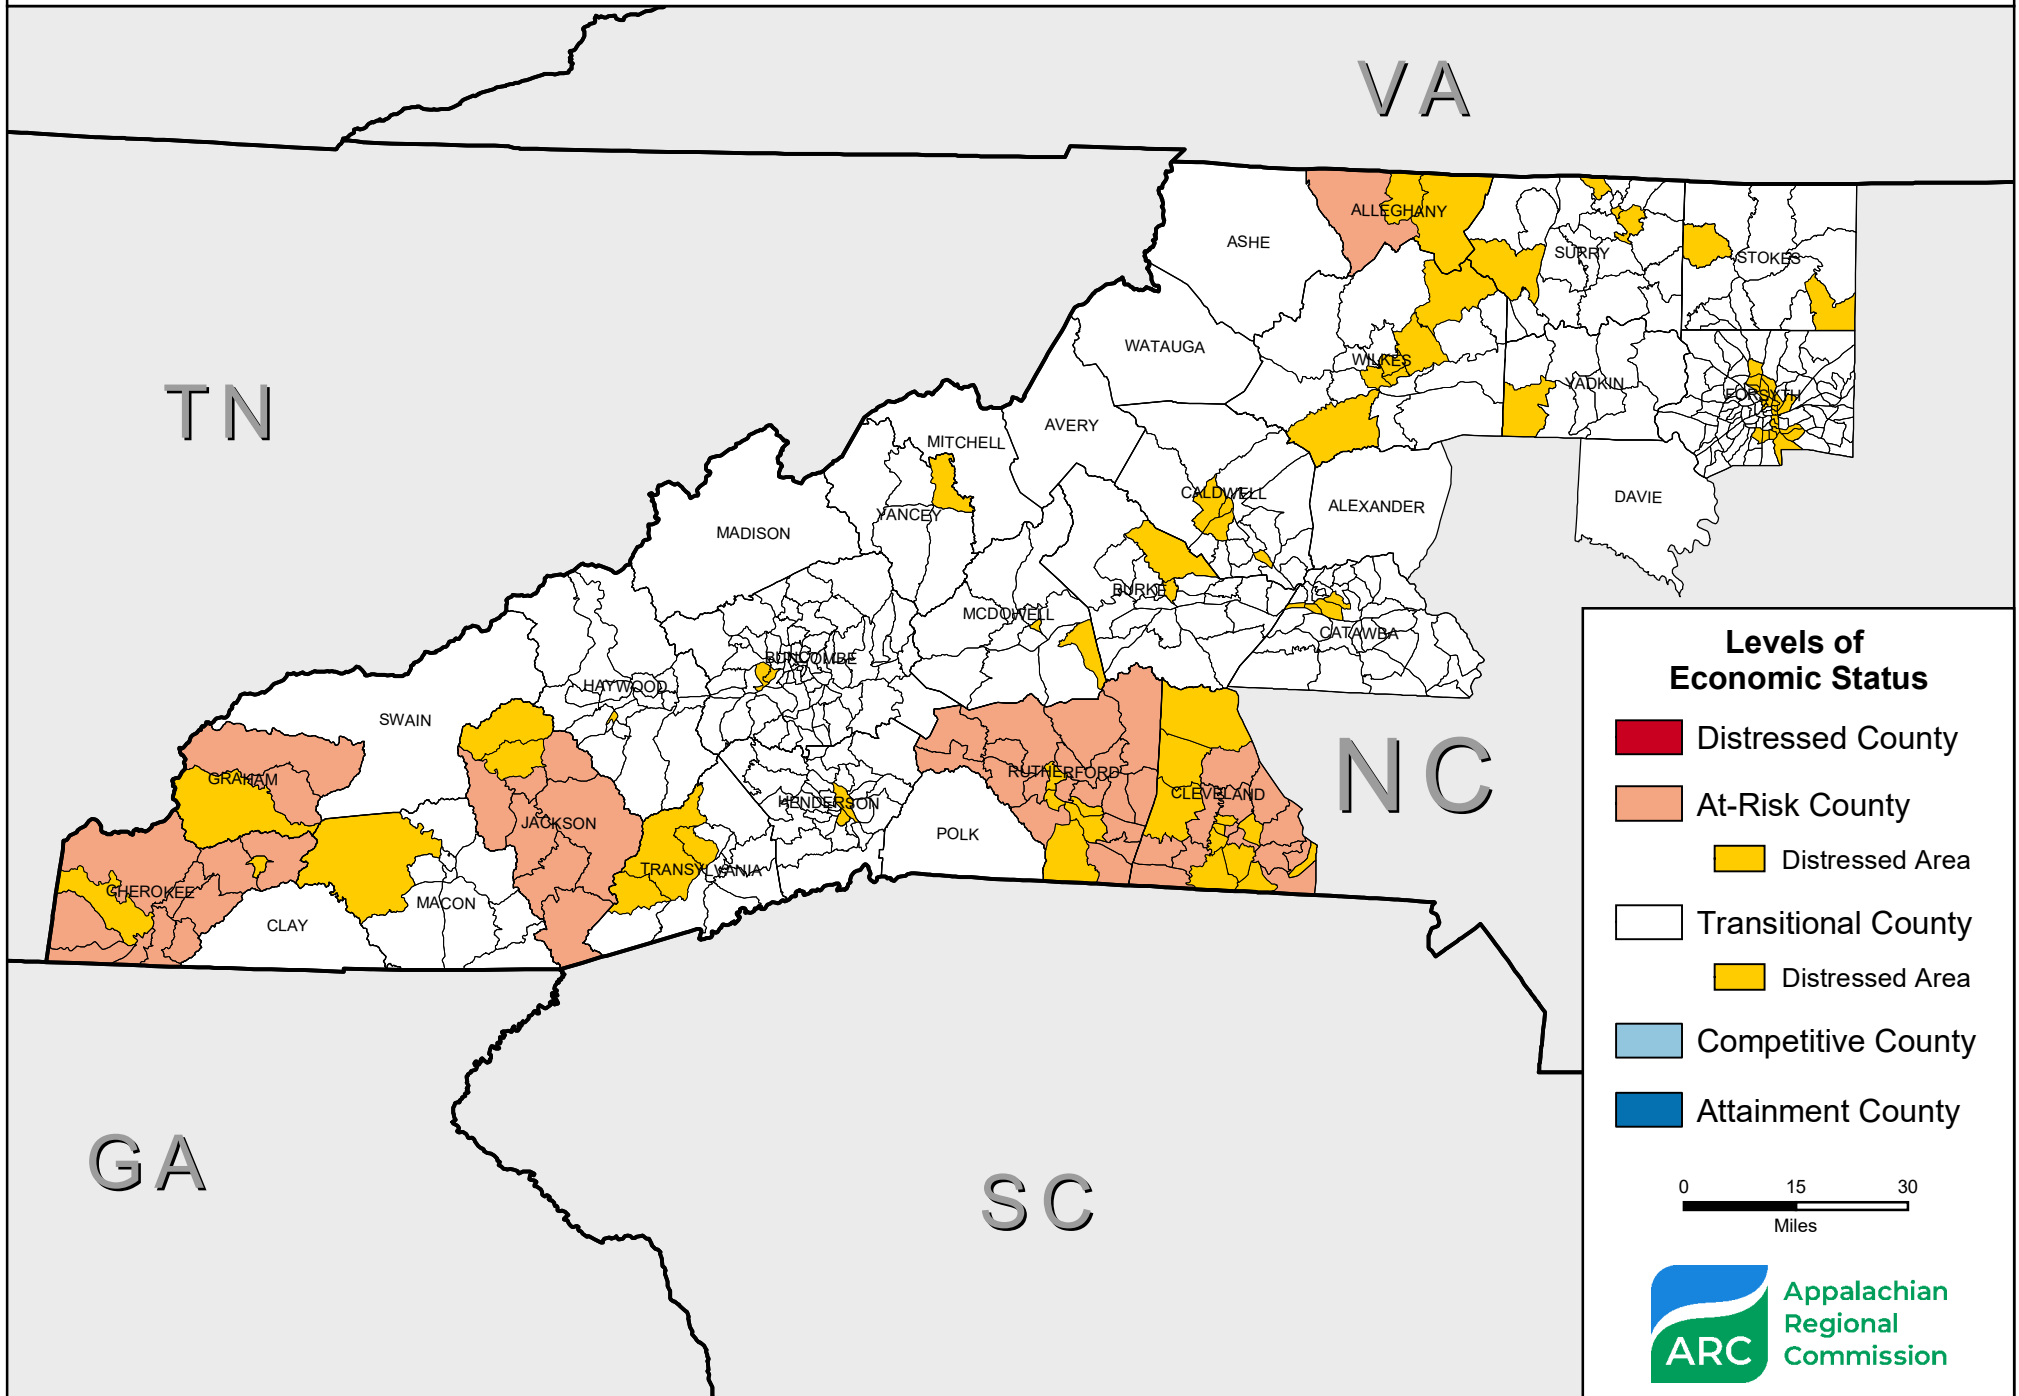 VA
TN
ASHE
ALLEGHANY
SURRY
STOKES
WATAUGA
WILKES
YADKIN
FORSYTH
AVERY
MITCHELL
CALDWELL
ALEXANDER
DAVIE
YANCEY
MADISON
BURKE
MCDOWELL
CATAWBA
BUNCOMBE
HAYWOOD
SWAIN
GRAHAM
RUTHERFORD
CLEVELAND
NC
HENDERSON
JACKSON
POLK
TRANSYLVANIA
CHEROKEE
MACON
CLAY
GA
SC
Levels of
Economic Status
Distressed County
At-Risk County
Distressed Area
Transitional County
Distressed Area
Competitive County
Attainment County
0 15 30
Miles
ARC
Appalachian
Regional
Commission